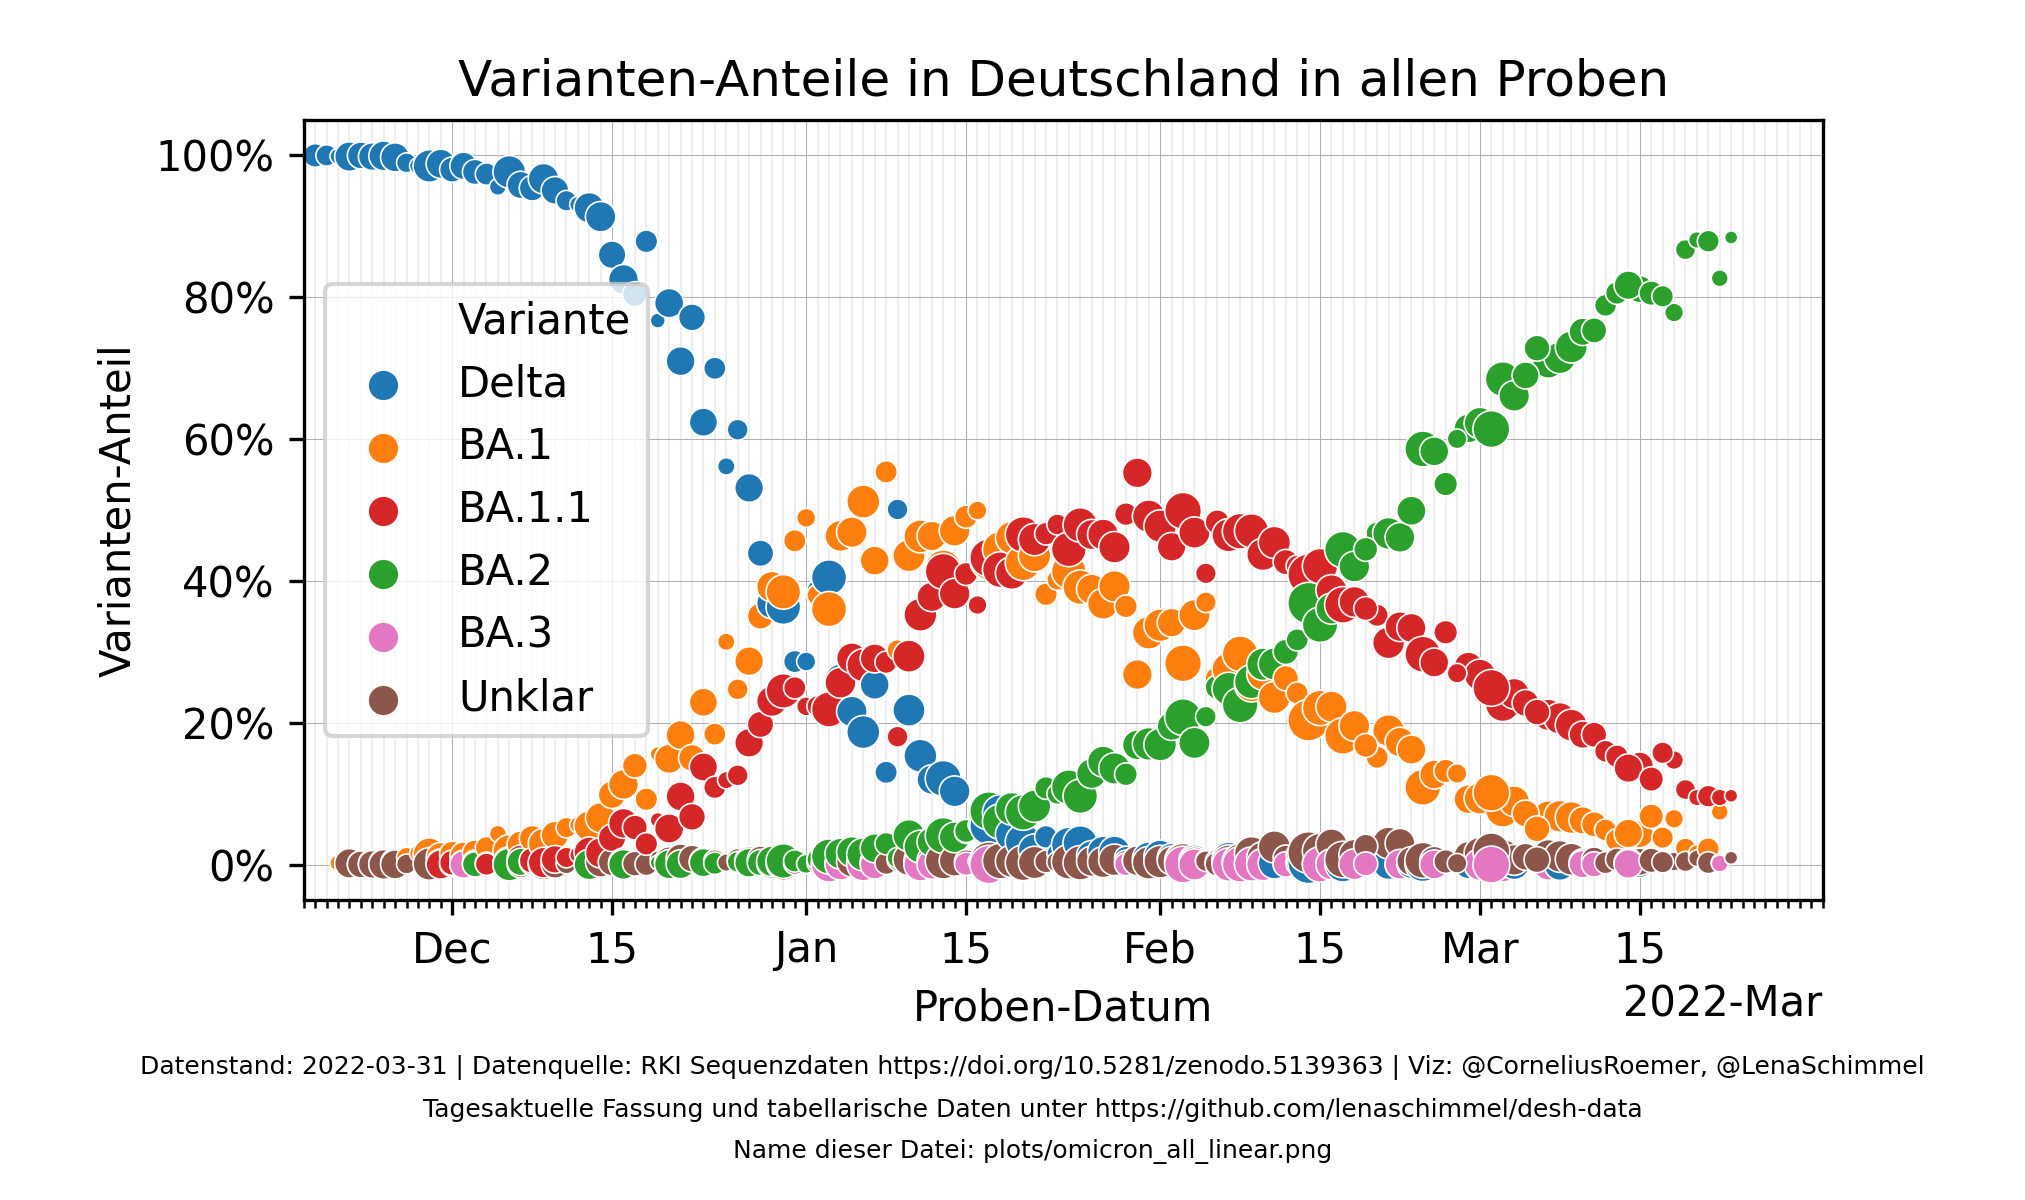 Varianten-Anteile in Deutschland in allen Proben
Varianten-Anteil
100%
80%
60%
40%
20%
0%
Variante
Delta
BA.1
BA.1.1
BA.2
BA.3
Unklar
Dec 15 Jan 15 Feb 15 Mar 15
2022-Mar
Proben-Datum
Datenstand: 2022-03-31 | Datenquelle: RKI Sequenzdaten https://doi.org/10.5281/zenodo.5139363 | Viz: @CorneliusRoemer, @LenaSchimmel
Tagesaktuelle Fassung und tabellarische Daten unter https://github.com/lenaschimmel/desh-data
Name dieser Datei: plots/omicron_all_linear.png